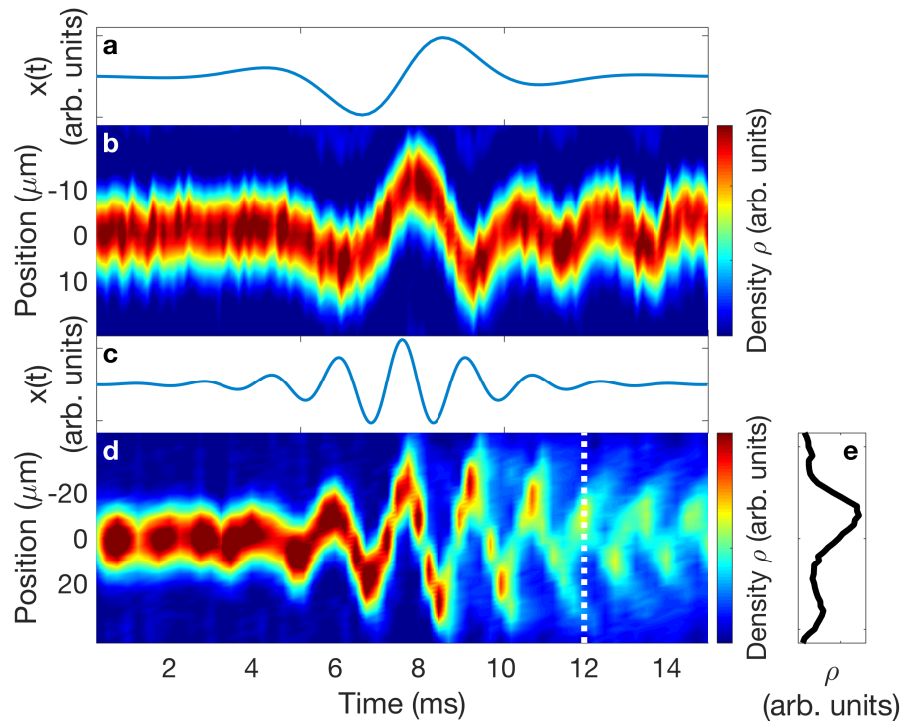 a
x(t)
(arb. units)
b
Position (μm)
-10
0
10
Density ρ (arb. units)
c
x(t)
(arb. units)
d
Position (μm)
-20
0
20
Density ρ (arb. units)
e
2 4 6 8 10 12 14
Time (ms)
ρ
(arb. units)